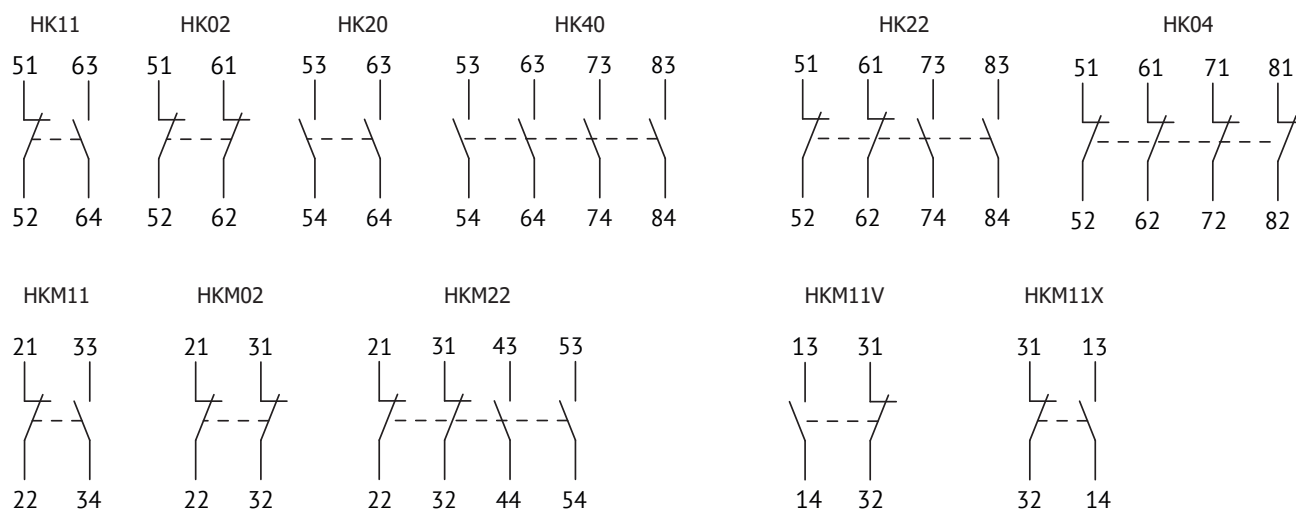 HK11 HK02 HK20 HK40 HK22 HK04
51 63 51 61 53 63 53 63 73 83 51 61 73 83 51 61 71 81
52 64 52 62 54 64 54 64 74 84 52 62 74 84 52 62 72 82
HKM11 HKM02 HKM22 HKM11V HKM11X
21 33 21 31 21 31 43 53 13 31 31 13
22 34 22 32 22 32 44 54 14 32 32 14